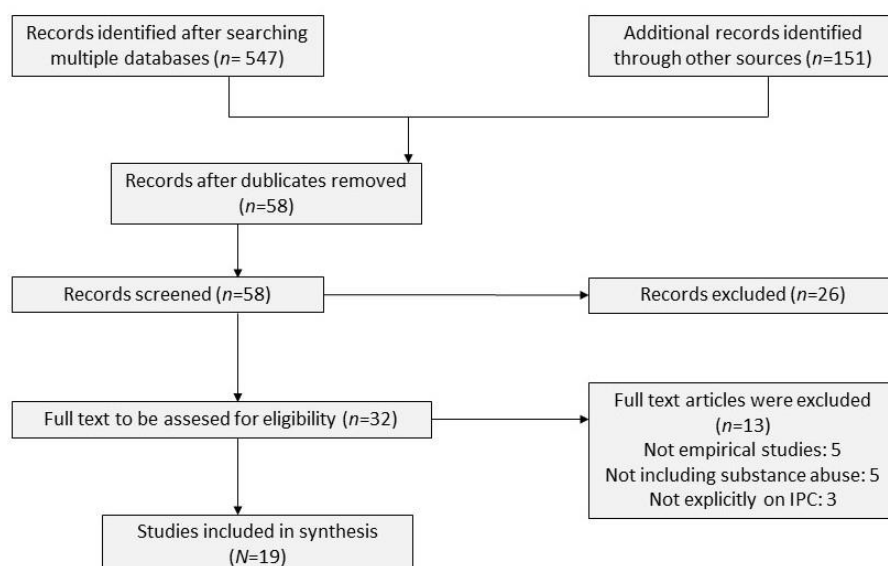 Records identified after searching
multiple databases (n= 547)
Additional records identified
through other sources (n=151)
Records after dublicates removed
(n=58)
Records screened (n=58)
Records excluded (n=26)
Full text to be assesed for eligibility (n=32)
Full text articles were excluded
(n=13)
Not empirical studies: 5
Not including substance abuse: 5
Not explicitly on IPC: 3
Studies included in synthesis
(N=19)